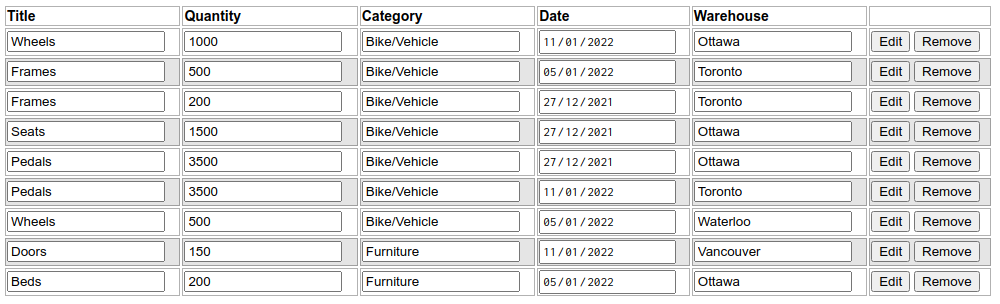 Title Quantity Category Date Warehouse
Wheels 1000 Bike/Vehicle 11/01/2022 Ottawa Edit Remove
Frames 500 Bike/Vehicle 05/01/2022 Toronto Edit Remove
Frames 200 Bike/Vehicle 27/12/2021 Toronto Edit Remove
Seats 1500 Bike/Vehicle 27/12/2021 Ottawa Edit Remove
Pedals 3500 Bike/Vehicle 27/12/2021 Ottawa Edit Remove
Pedals 3500 Bike/Vehicle 11/01/2022 Toronto Edit Remove
Wheels 500 Bike/Vehicle 05/01/2022 Waterloo Edit Remove
Doors 150 Furniture 11/01/2022 Vancouver Edit Remove
Beds 200 Furniture 05/01/2022 Ottawa Edit Remove